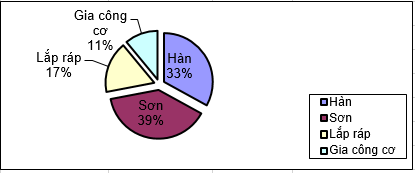 Gia công
cơ
11%
Lắp ráp
17%
Hàn
33%
Sơn
39%
Hàn
Sơn
Lắp ráp
Gia công cơ